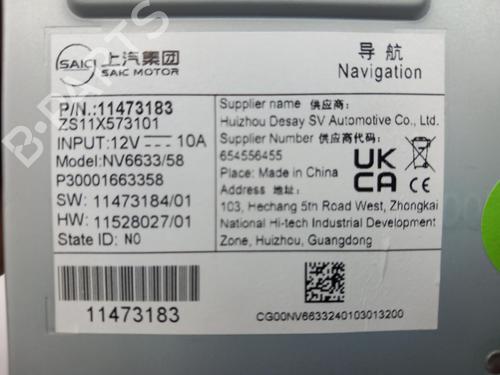 SAIC 上汽集团
SAIC MOTOR
导航
Navigation
P/N.:11473183
ZS11X573101
INPUT:12V 10A
Model:NV6633/58
P30001663358
SW: 11473184/01
HW: 11528027/01
State ID: NO
Supplier name 供应商:
Huizhou Desay SV Automotive Co., Ltd.
Supplier Number 供应商代号:
654556455
Place: Made in China
Address 地址:
103, Hechang 5th Road West, Zhongkai
National Hi-tech Industrial Development
Zone, Huizhou, Guangdong
UK
CA CE
11473183
CG00NV6633240103013200
B-PARTS